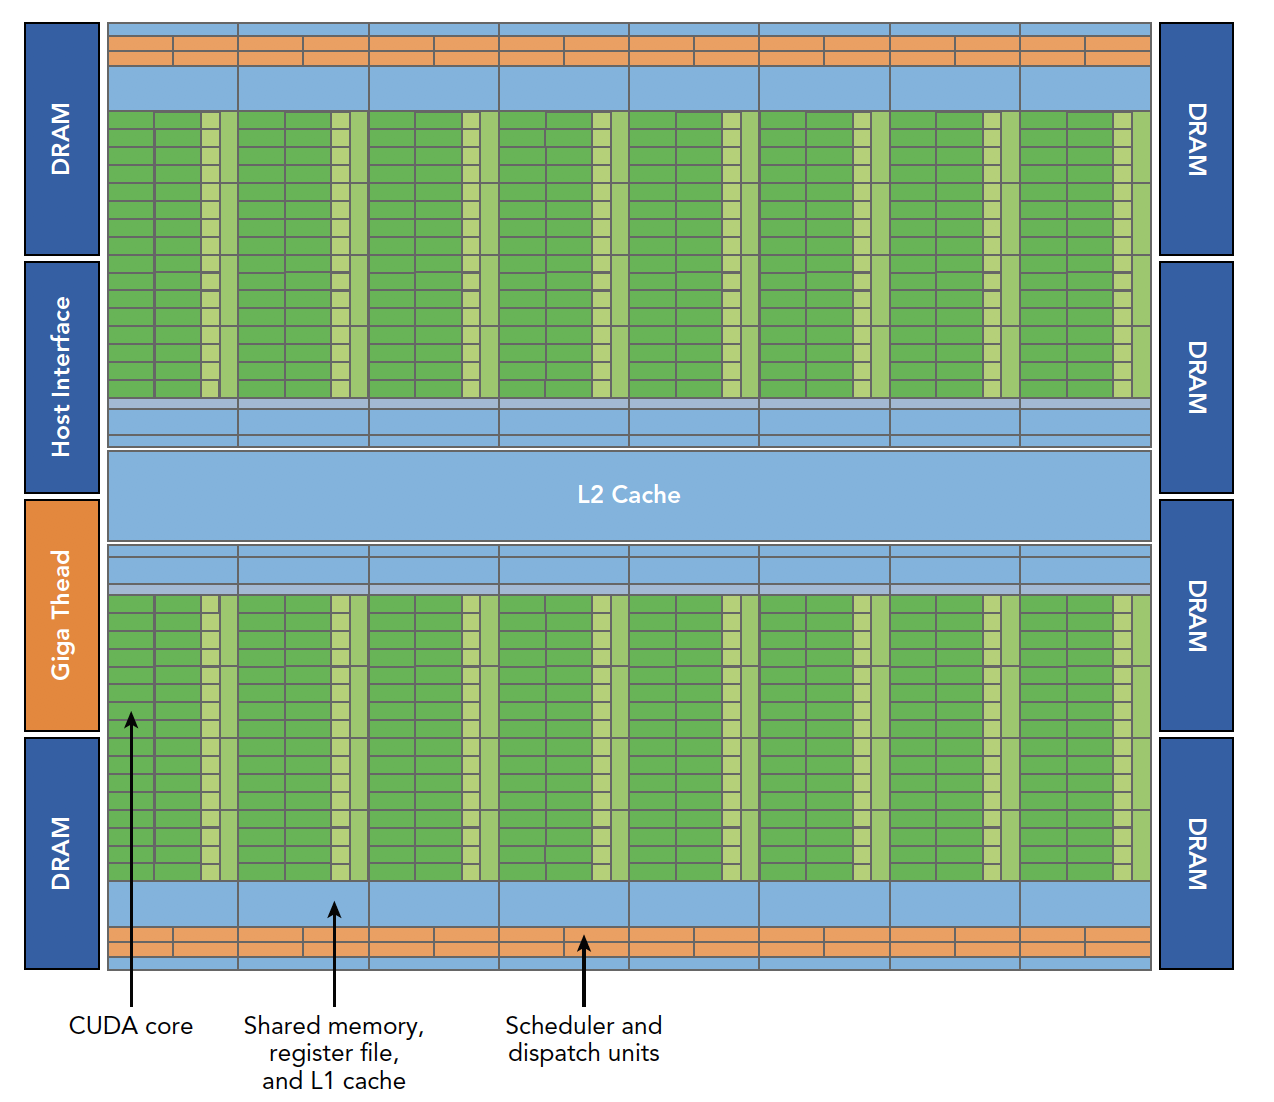 DRAM
Host Interface
Giga Thead
DRAM
L2 Cache
DRAM
DRAM
DRAM
DRAM
CUDA core
Shared memory,
register file,
and L1 cache
Scheduler and
dispatch units